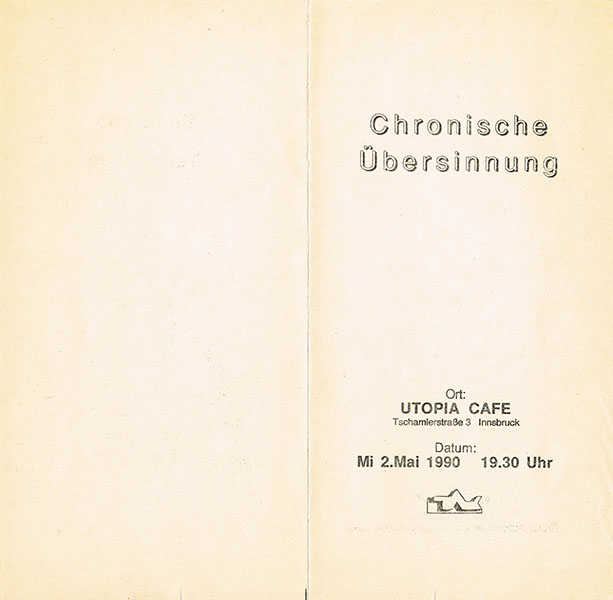 Chronische
Übersinnung
Ort:
UTOPIA CAFE
Tschamlerstraße 3 Innsbruck
Datum:
Mi 2.Mai 1990 19.30 Uhr